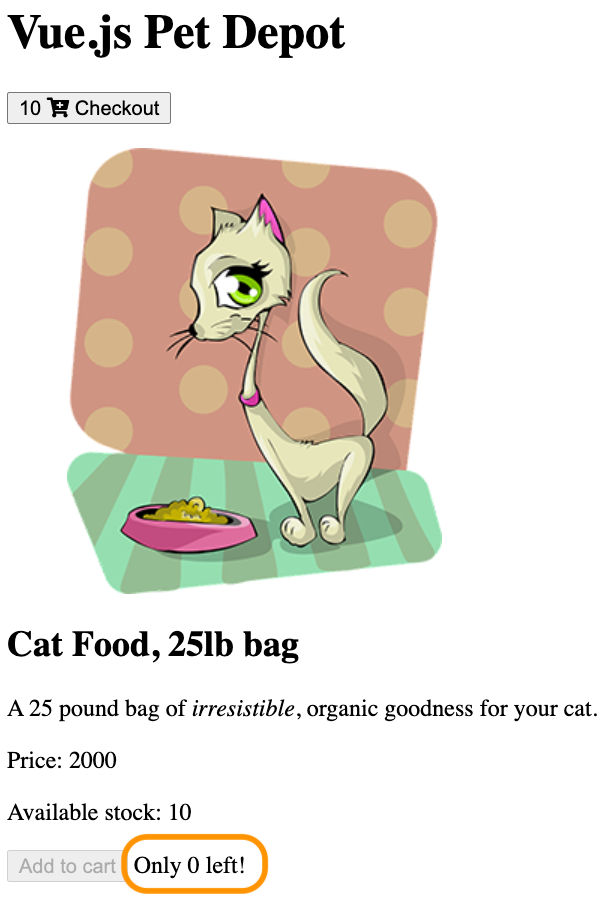 Vue.js Pet Depot
10 Checkout
Cat Food, 25lb bag
A 25 pound bag of irresistible, organic goodness for your cat.
Price: 2000
Available stock: 10
Add to cart Only 0 left!